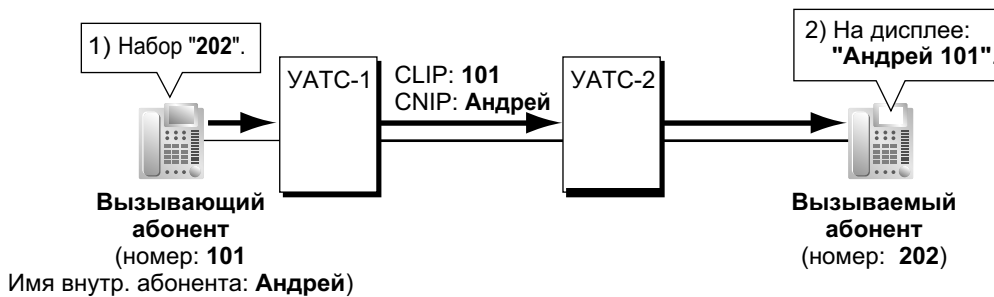 1) Набор "202".
УАТС-1
CLIP: 101
CNIP: Андрей
УАТС-2
2) На дисплее:
"Андрей 101".
Вызывающий
абонент
(номер: 101
Имя внутр. абонента: Андрей)
Вызываемый
абонент
(номер: 202)